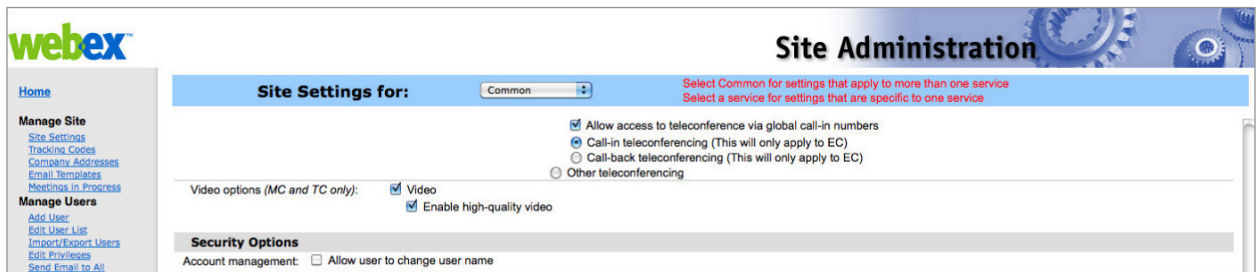 webex™
Site Administration
Home
Manage Site
Site Settings
Tracking Codes
Company Addresses
Email Templates
Meetings in Progress
Manage Users
Add User
Edit User List
Import/Export Users
Edit Privileges
Send Email to All
Site Settings for: Common
Select Common for settings that apply to more than one service
Select a service for settings that are specific to one service
Allow access to teleconference via global call-in numbers
Call-in teleconferencing (This will only apply to EC)
Call-back teleconferencing (This will only apply to EC)
Other teleconferencing
Video options (MC and TC only): Video
Enable high-quality video
Security Options
Account management: Allow user to change user name